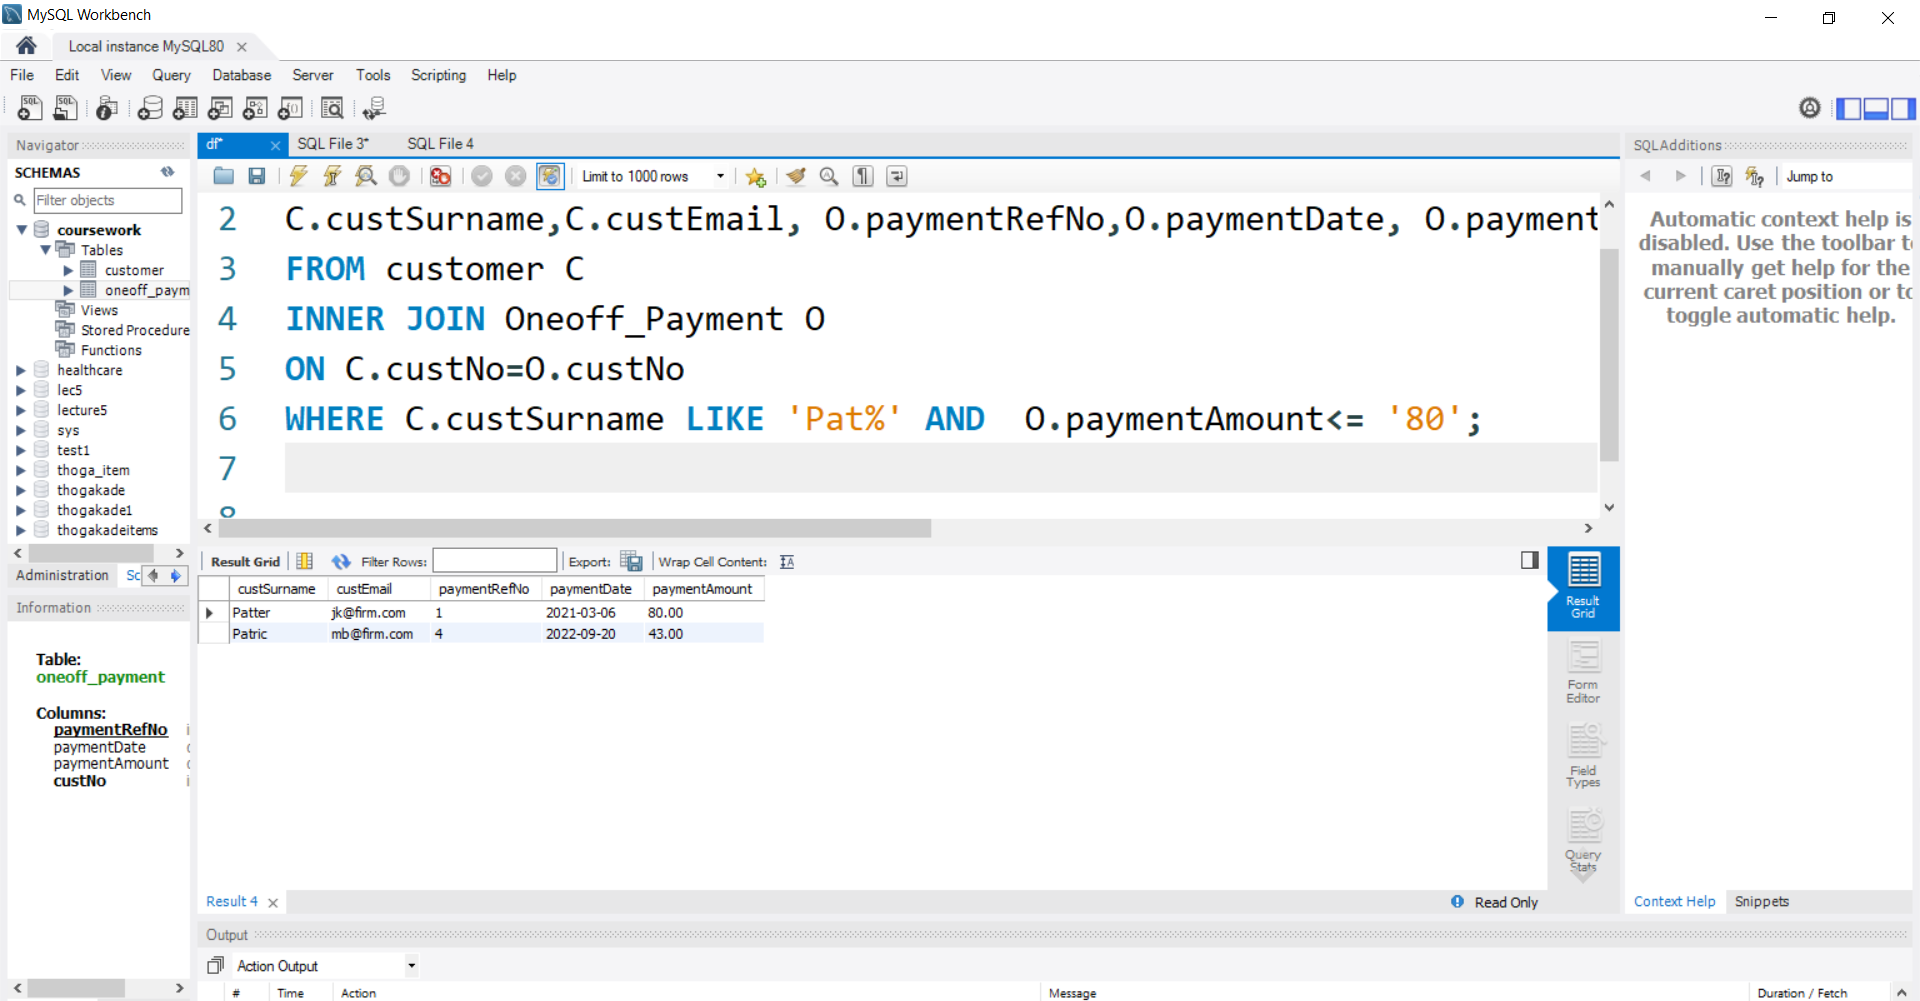 MySQL Workbench
Local instance MySQL80
File Edit View Query Database Server Tools Scripting Help
Navigator
SCHEMAS
Filter objects
coursework
Tables
customer
oneoff_paym
Views
Stored Procedure
Functions
healthcare
lec5
lecture5
sys
test1
thoga_item
thogakade
thogakade1
thogakadeitems
Administration Sc
Information
Table:
oneoff_payment
Columns:
paymentRefNo
paymentDate
paymentAmount
custNo
df* SQL File 3* SQL File 4
Limit to 1000 rows
2 C.custSurname,C.custEmail, O.paymentRefNo,O.paymentDate, O.payment
3 FROM customer C
4 INNER JOIN Oneoff_Payment O
5 ON C.custNo=O.custNo
6 WHERE C.custSurname LIKE 'Pat%' AND  O.paymentAmount<= '80';
7
8
Result Grid Filter Rows: Export: Wrap Cell Content:
custSurname custEmail paymentRefNo paymentDate paymentAmount
Patter jk@firm.com 1 2021-03-06 80.00
Patric mb@firm.com 4 2022-09-20 43.00
Result
Grid
Form
Editor
Field
Types
Query
Stats
Result 4
Read Only
SQLAdditions
Jump to
Automatic context help is
disabled. Use the toolbar t
manually get help for the
current caret position or to
toggle automatic help.
Context Help Snippets
Output
Action Output
# Time Action Message Duration / Fetch